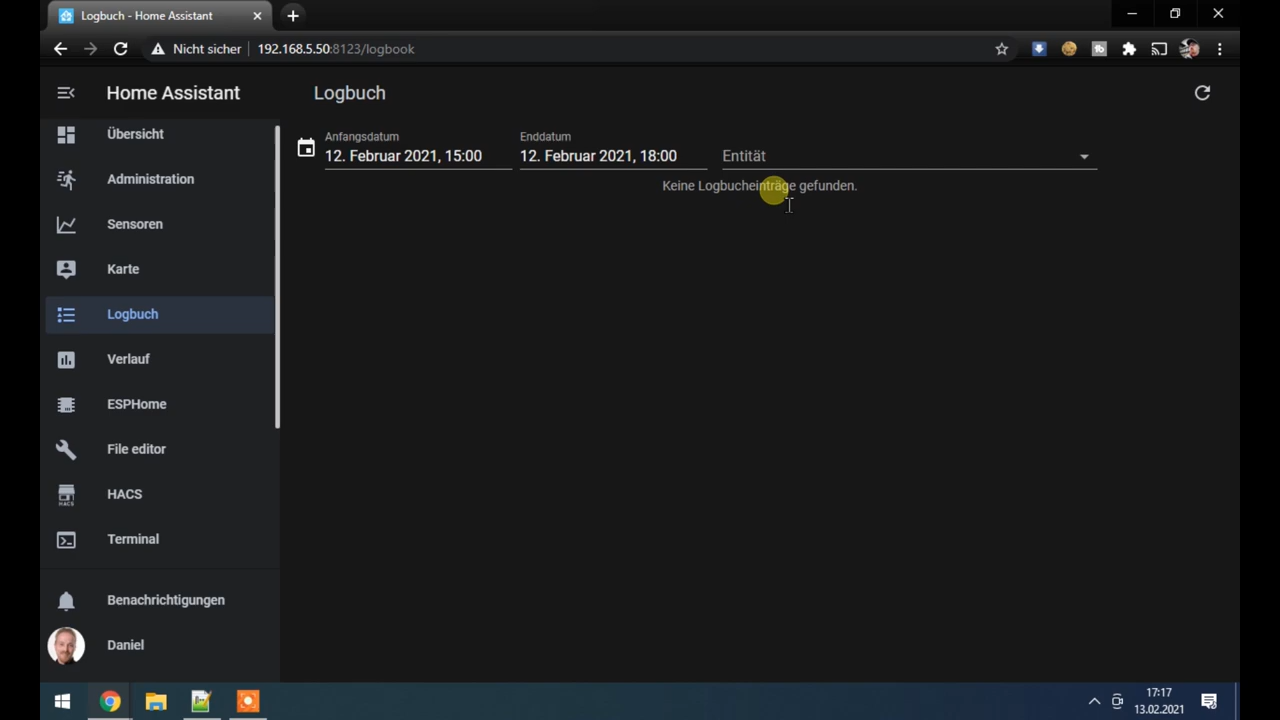 Logbuch - Home Assistant
Nicht sicher 192.168.5.50:8123/logbook
Home Assistant
Logbuch
Übersicht
Administration
Sensoren
Karte
Logbuch
Verlauf
ESPHome
File editor
HACS
HACS
Terminal
Benachrichtigungen
Daniel
Anfangsdatum
12. Februar 2021, 15:00
Enddatum
12. Februar 2021, 18:00
Entität
Keine Logbucheinträge gefunden.
17:17
13.02.2021